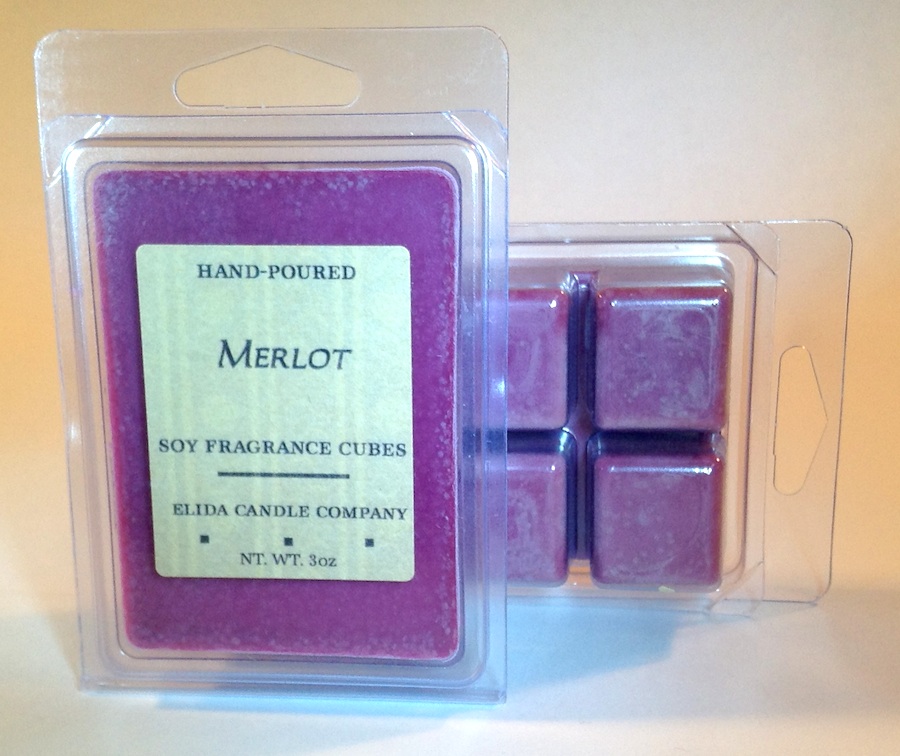 HAND-POURED
MERLOT
SOY FRAGRANCE CUBES
ELIDA CANDLE COMPANY
NT. WT. 3oz